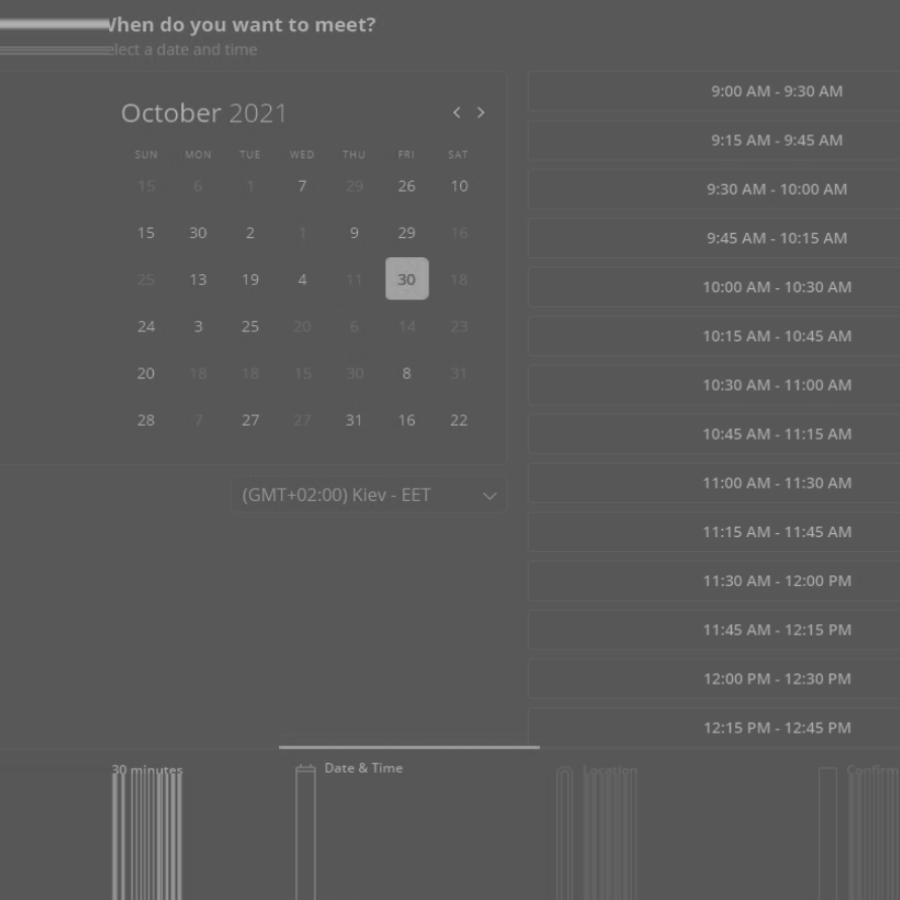 When do you want to meet?
elect a date and time
October 2021
SUN MON TUE WED THU FRI SAT
15 6 1 7 29 26 10
15 30 2 1 9 29 16
25 13 19 4 11 30 18
24 3 25 20 6 14 23
20 18 18 15 30 8 31
28 7 27 27 31 16 22
(GMT+02:00) Kiev - EET
9:00 AM - 9:30 AM
9:15 AM - 9:45 AM
9:30 AM - 10:00 AM
9:45 AM - 10:15 AM
10:00 AM - 10:30 AM
10:15 AM - 10:45 AM
10:30 AM - 11:00 AM
10:45 AM - 11:15 AM
11:00 AM - 11:30 AM
11:15 AM - 11:45 AM
11:30 AM - 12:00 PM
11:45 AM - 12:15 PM
12:00 PM - 12:30 PM
12:15 PM - 12:45 PM
30 minutes
Date & Time
Location
Confirm